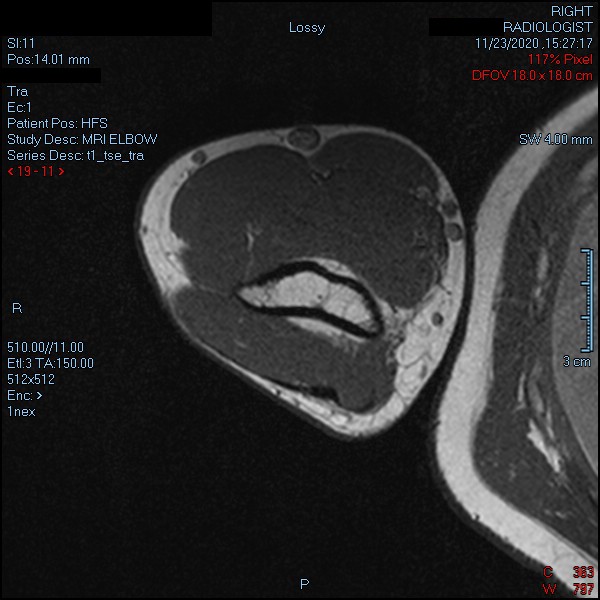 RIGHT
Lossy
RADIOLOGIST
SI:11
11/23/2020 ,15:27:17
Pos:14.01 mm
117% Pixel
DFOV 18.0 x 18.0 cm
Tra
Ec:1
Patient Pos: HFS
Study Desc: MRI ELBOW
SW 4.00 mm
Series Desc: t1_tse_tra
< 19 - 11 >
R
510.00//11.00
Etl:3 TA:150.00
3 cm
512x512
Enc: >
1nex
P
C 363
W 787